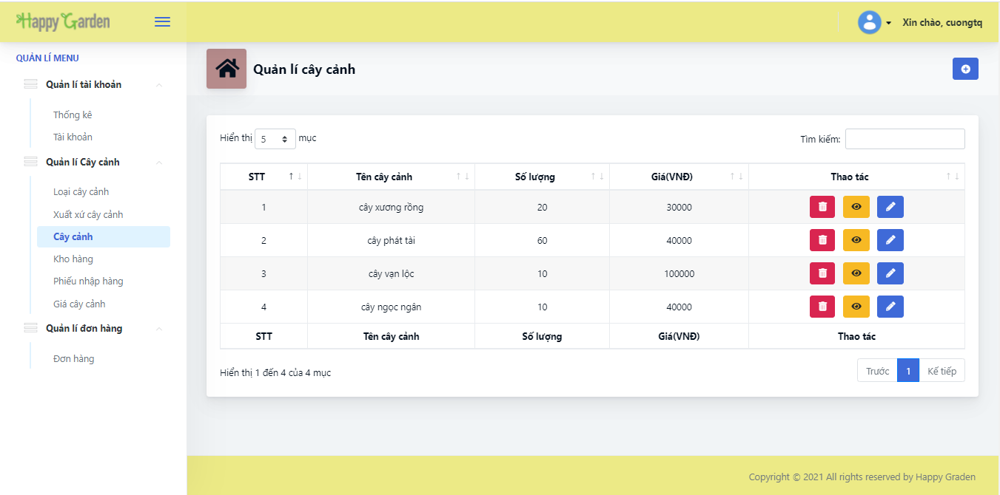 Happy Garden
Xin chào, cuongtq
QUẢN LÍ MENU
Quản lí tài khoản
Thống kê
Tài khoản
Quản lí Cây cảnh
Loại cây cảnh
Xuất xứ cây cảnh
Cây cảnh
Kho hàng
Phiếu nhập hàng
Giá cây cảnh
Quản lí đơn hàng
Đơn hàng
Quản lí cây cảnh
Hiển thị 5 mục
Tìm kiếm:
STT Tên cây cảnh Số lượng Giá(VNĐ) Thao tác
1 cây xương rồng 20 30000
2 cây phát tài 60 40000
3 cây vạn lộc 10 100000
4 cây ngọc ngân 10 40000
STT Tên cây cảnh Số lượng Giá(VNĐ) Thao tác
Hiển thị 1 đến 4 của 4 mục
Trước 1 Kế tiếp
Copyright © 2021 All rights reserved by Happy Graden